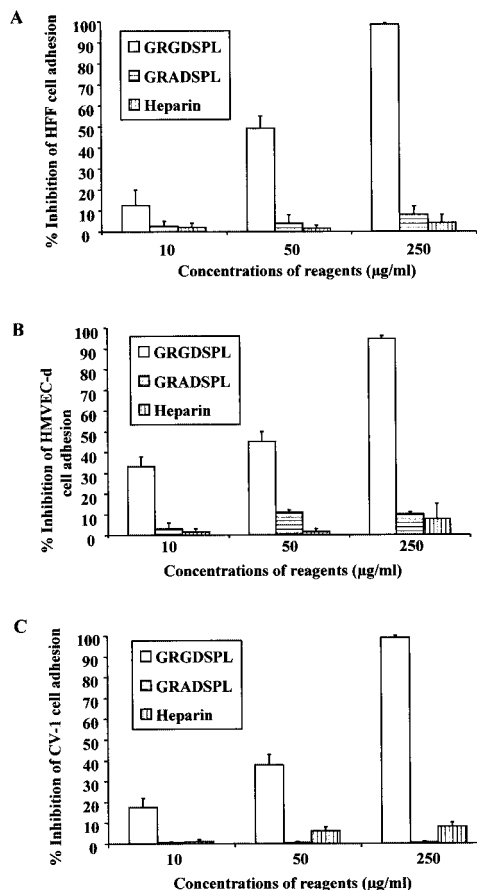 A
% Inhibition of HFF cell adhesion
100
90
80
70
60
50
40
30
20
10
0
GRGDSPL
GRADSPL
Heparin
10
50
250
Concentrations of reagents (µg/ml)
B
% Inhibition of HMVEC-d
cell adhesion
100
90
80
70
60
50
40
30
20
10
0
GRGDSPL
GRADSPL
Heparin
10
50
250
Concentrations of reagents (µg/ml)
C
% Inhibition of CV-1 cell adhesion
100
90
80
70
60
50
40
30
20
10
0
GRGDSPL
GRADSPL
Heparin
10
50
250
Concentrations of reagents (µg/ml)